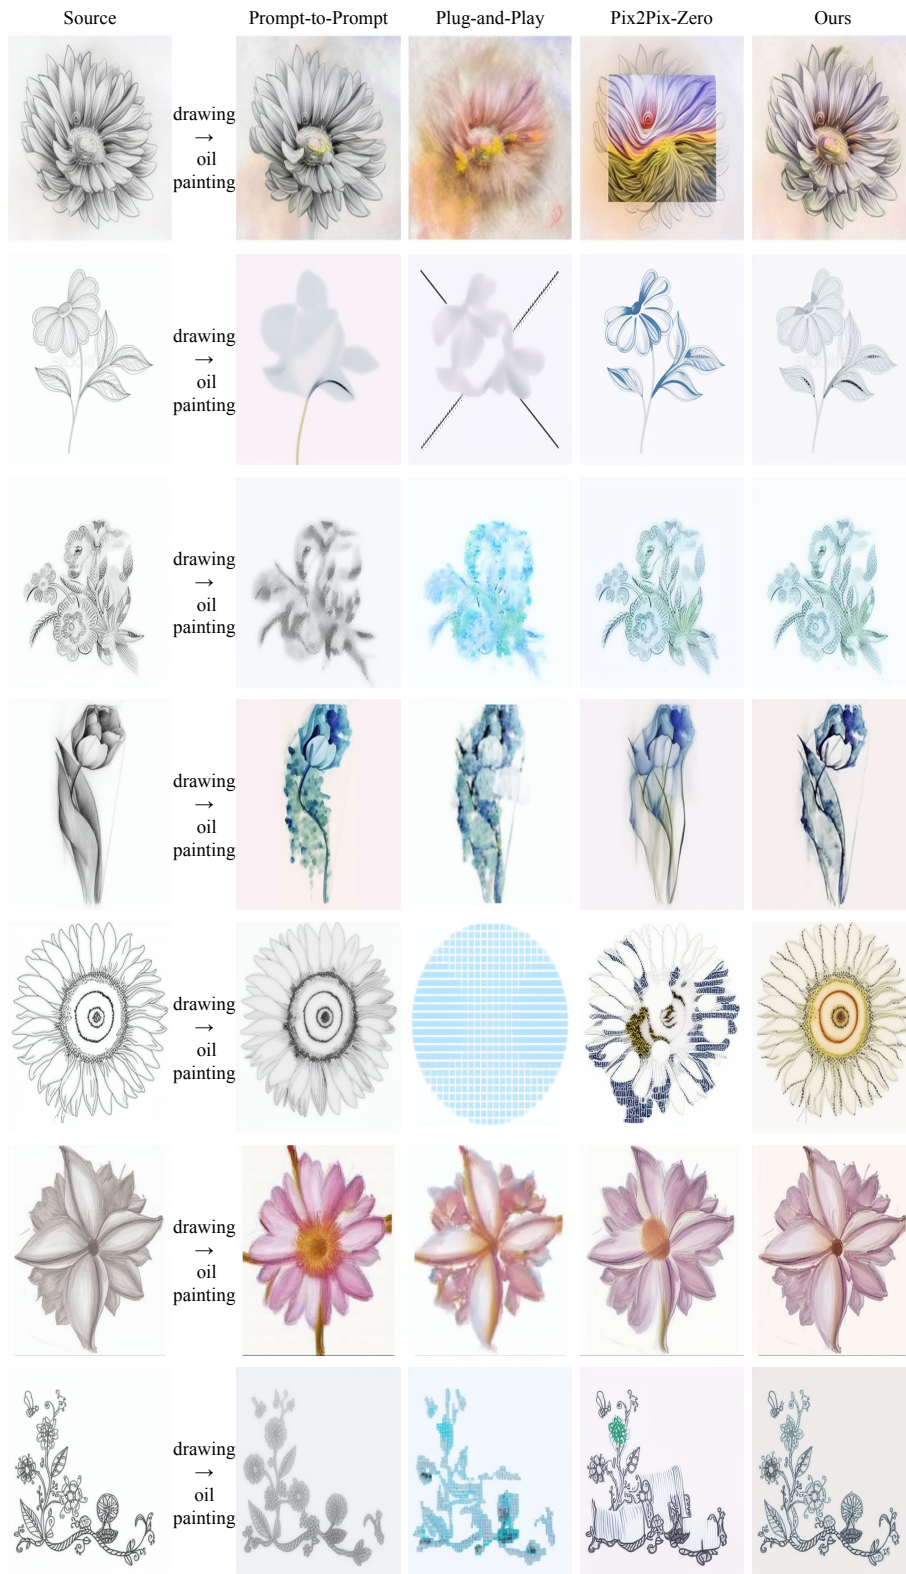 Source Prompt-to-Prompt Plug-and-Play Pix2Pix-Zero Ours
drawing
→
oil
painting
drawing
→
oil
painting
drawing
→
oil
painting
drawing
→
oil
painting
drawing
→
oil
painting
drawing
→
oil
painting
drawing
→
oil
painting